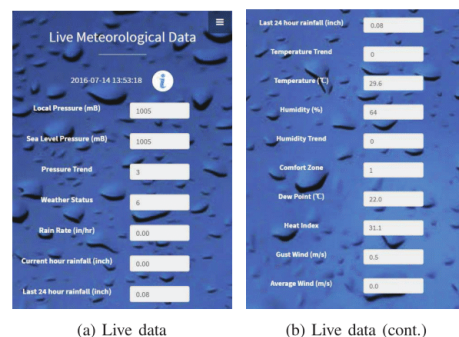 Live Meteorological Data
2016-07-14 13:53:18 i
Local Pressure (mB) 1005
Sea Level Pressure (mB) 1005
Pressure Trend 3
Weather Status 6
Rain Rate (in/hr) 0.00
Current hour rainfall (inch) 0.00
Last 24 hour rainfall (inch) 0.08
(a) Live data
Last 24 hour rainfall (inch) 0.08
Temperature Trend 0
Temperature (℃) 29.6
Humidity (%) 64
Humidity Trend 0
Comfort Zone 1
Dew Point (℃) 22.0
Heat Index 31.1
Gust Wind (m/s) 0.5
Average Wind (m/s) 0.0
(b) Live data (cont.)